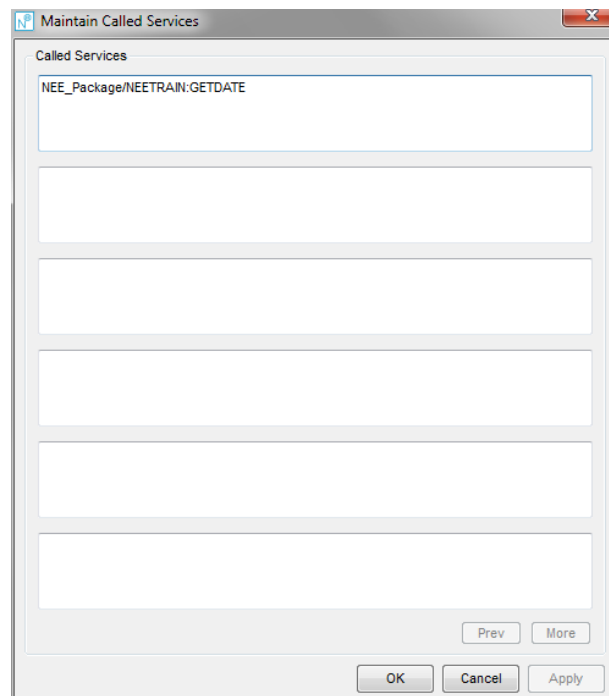 Maintain Called Services
Called Services
NEE_Package/NEETRAIN:GETDATE
Prev More
OK Cancel Apply